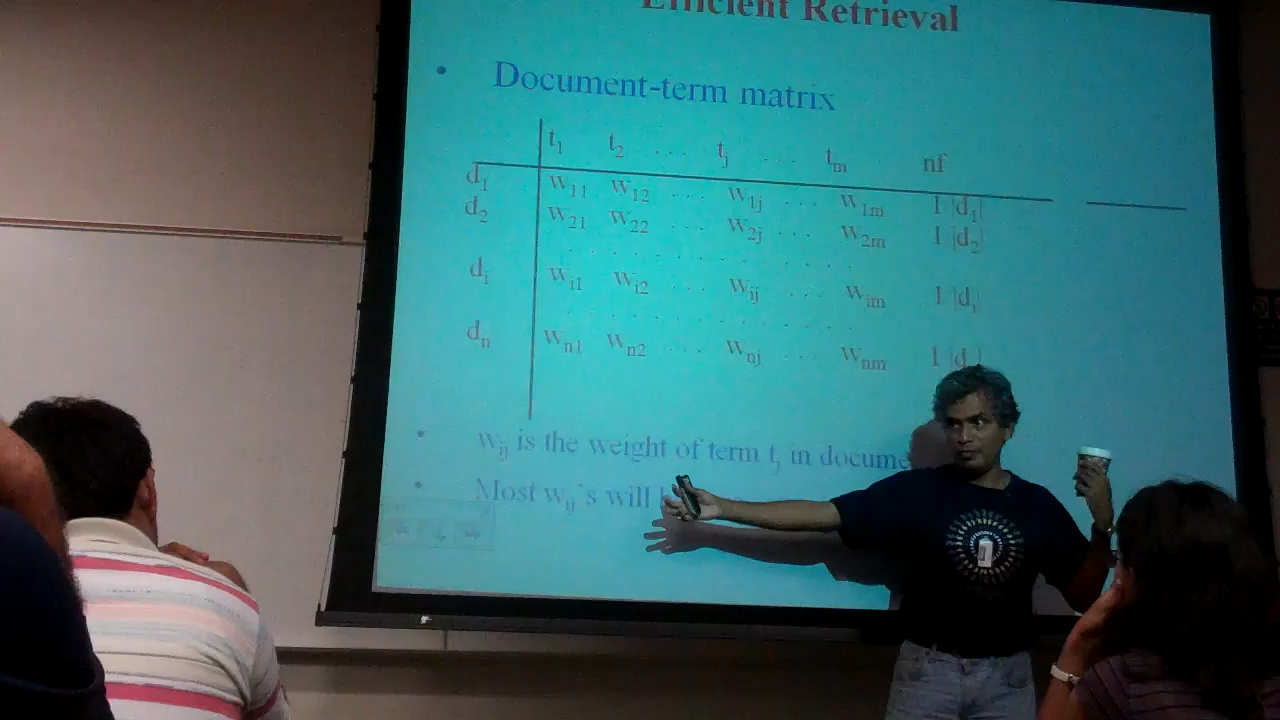 Efficient Retrieval
• Document-term matrix
t1 t2 . . . tj . . . tm nf
d1 w11 w12 . . . w1j . . . w1m 1/|d1|
d2 w21 w22 . . . w2j . . . w2m 1/|d2|
. . . . . . . . . . . . . .
di wi1 wi2 . . . wij . . . wim 1/|di|
. . . . . . . . . . . . . .
dn wn1 wn2 . . . wnj . . . wnm 1/|d
• wij is the weight of term tj in docume
• Most wij's will